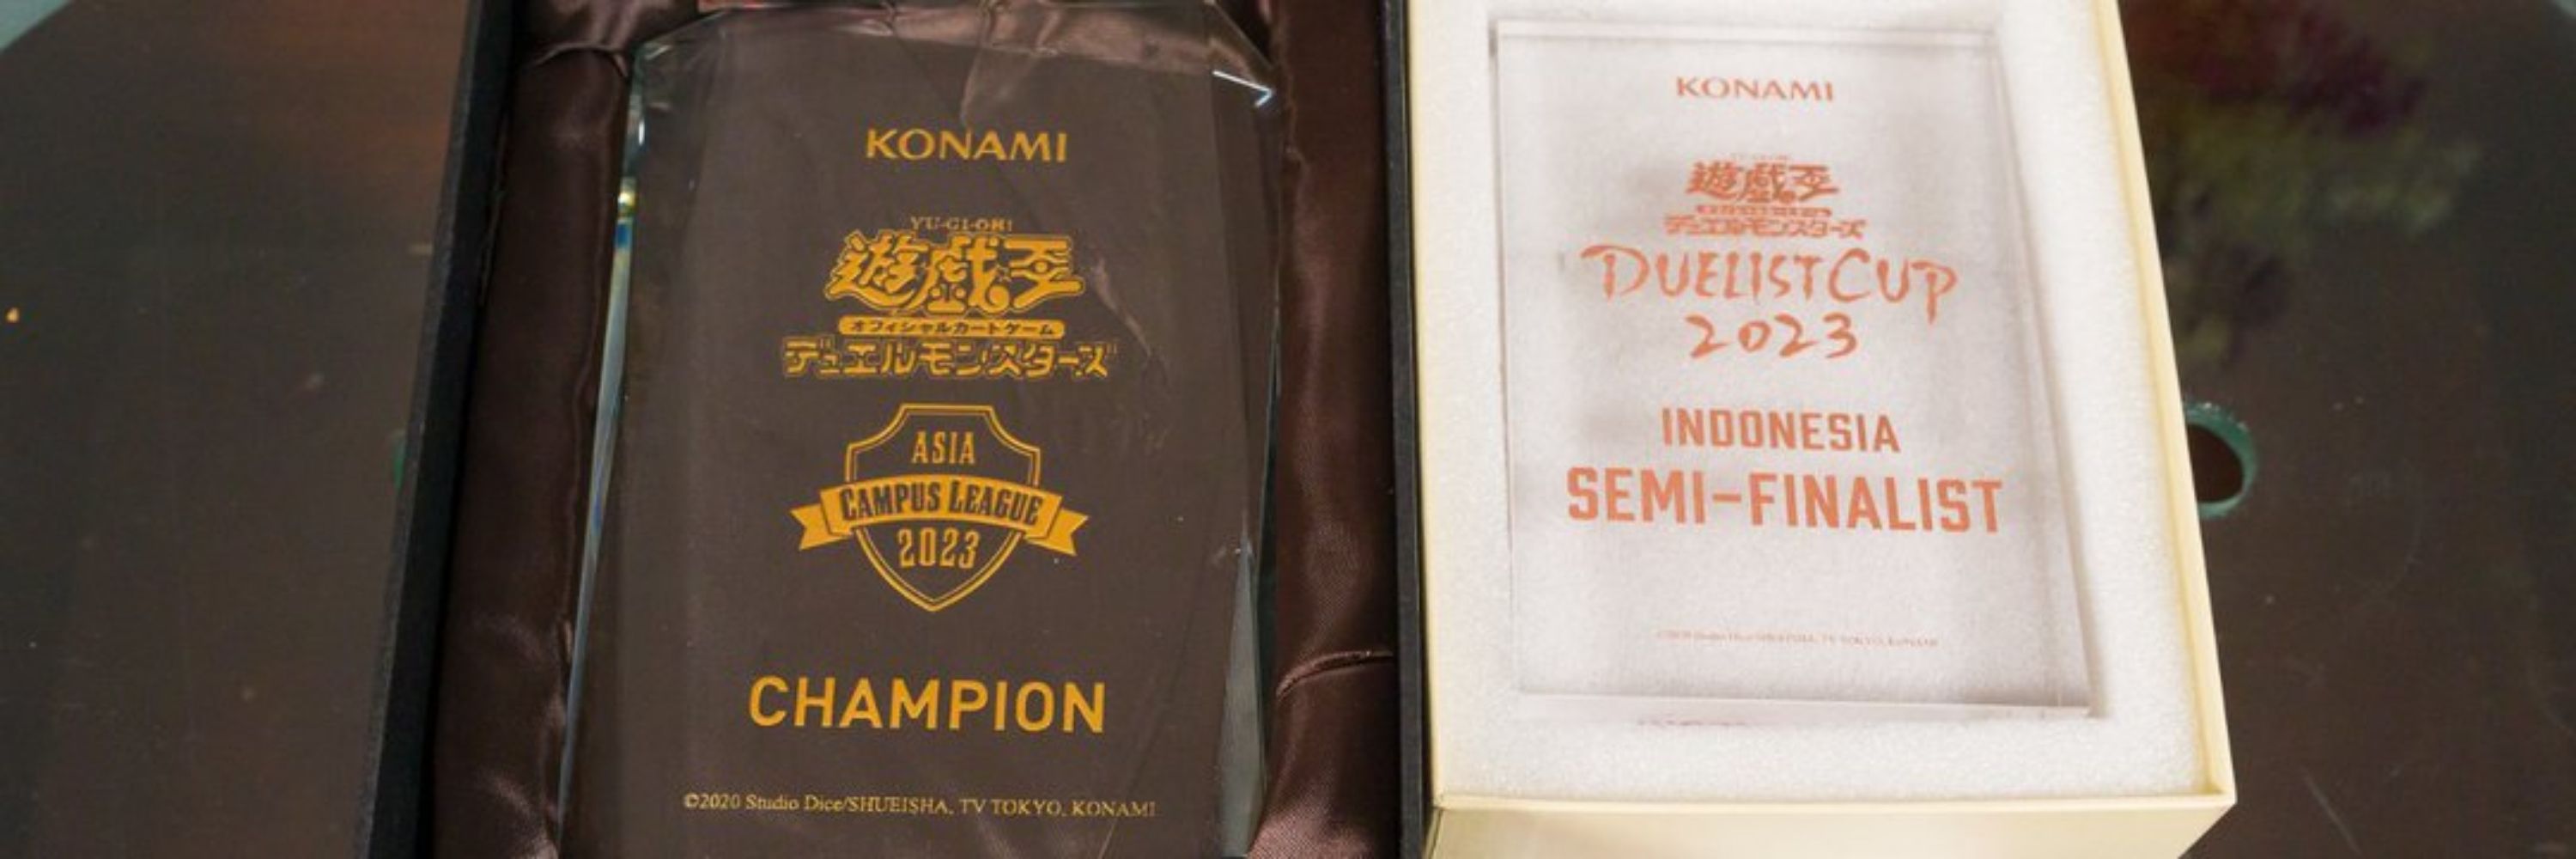 KONAMI
YU-GI-OH!
遊戯王
オフィシャルカードゲーム
デュエルモンスターズ
ASIA
CAMPUS LEAGUE
2023
CHAMPION
©2020 Studio Dice/SHUEISHA, TV TOKYO, KONAMI
KONAMI
遊戯王
デュエルモンスターズ
DUELIST CUP
2023
INDONESIA
SEMI-FINALIST